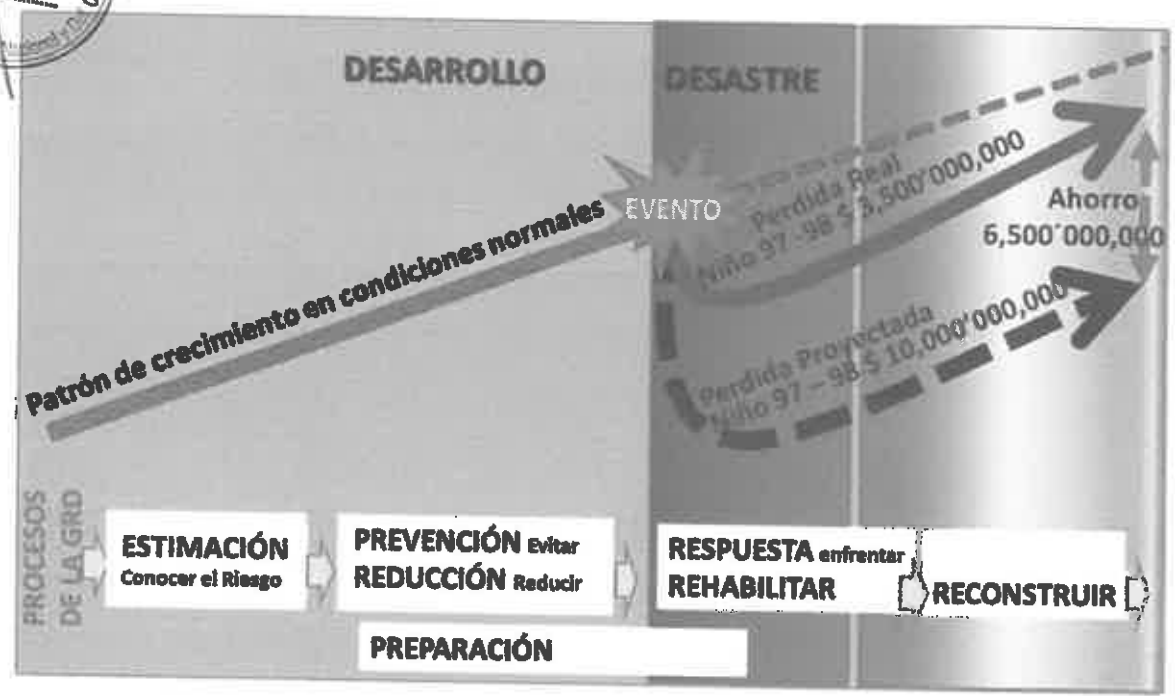 DESARROLLO
DESASTRE
Patrón de crecimiento en condiciones normales
EVENTO
Perdida Real
Niño 97 -98 $ 3,500'000,000
Ahorro
6,500'000,000
Perdida Proyectada
Niño 97 – 98 $ 10,000'000,000
PROCESOS
DE LA GRD
ESTIMACIÓN
Conocer el Riesgo
PREVENCIÓN Evitar
REDUCCIÓN Reducir
RESPUESTA enfrentar
REHABILITAR
RECONSTRUIR
PREPARACIÓN